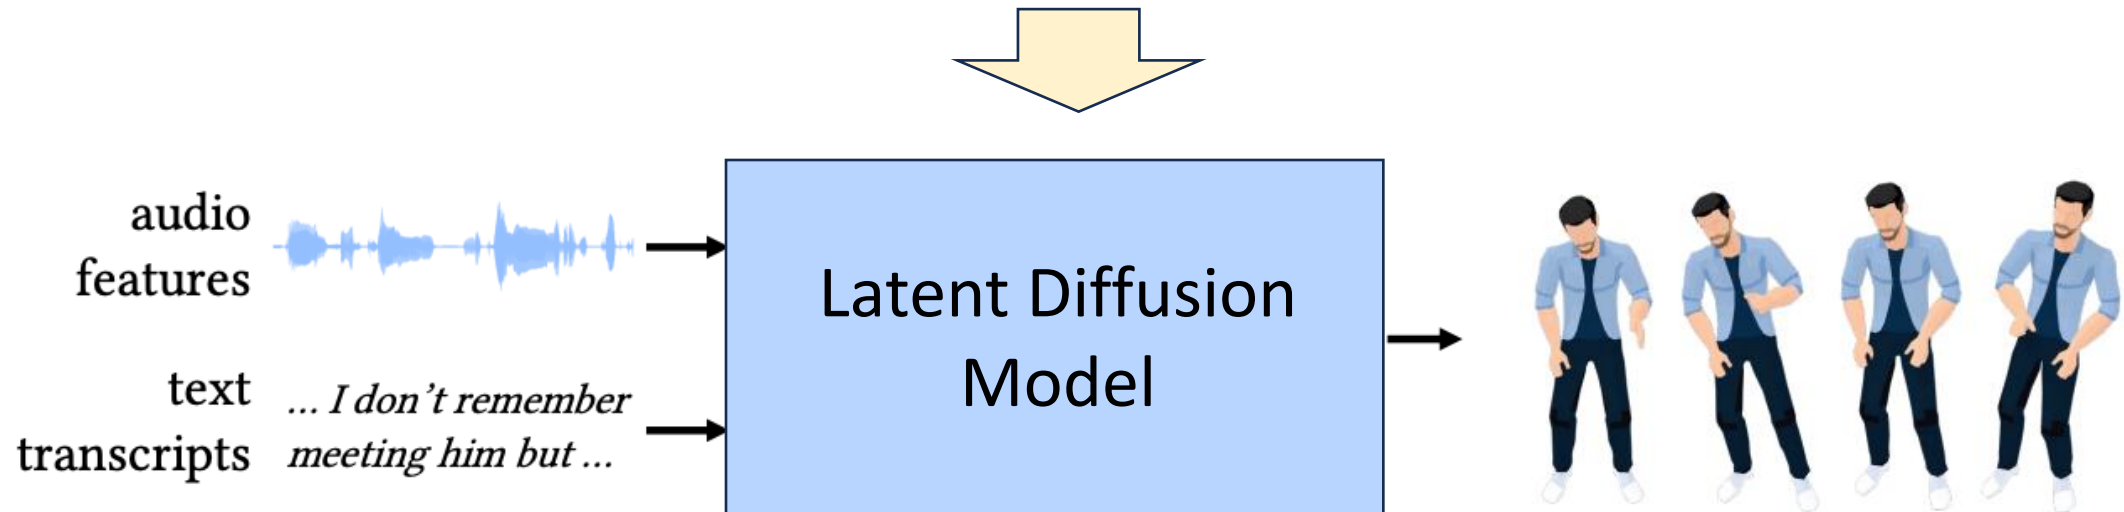 audio
features
text
transcripts
... I don't remember
meeting him but ...
Latent Diffusion
Model